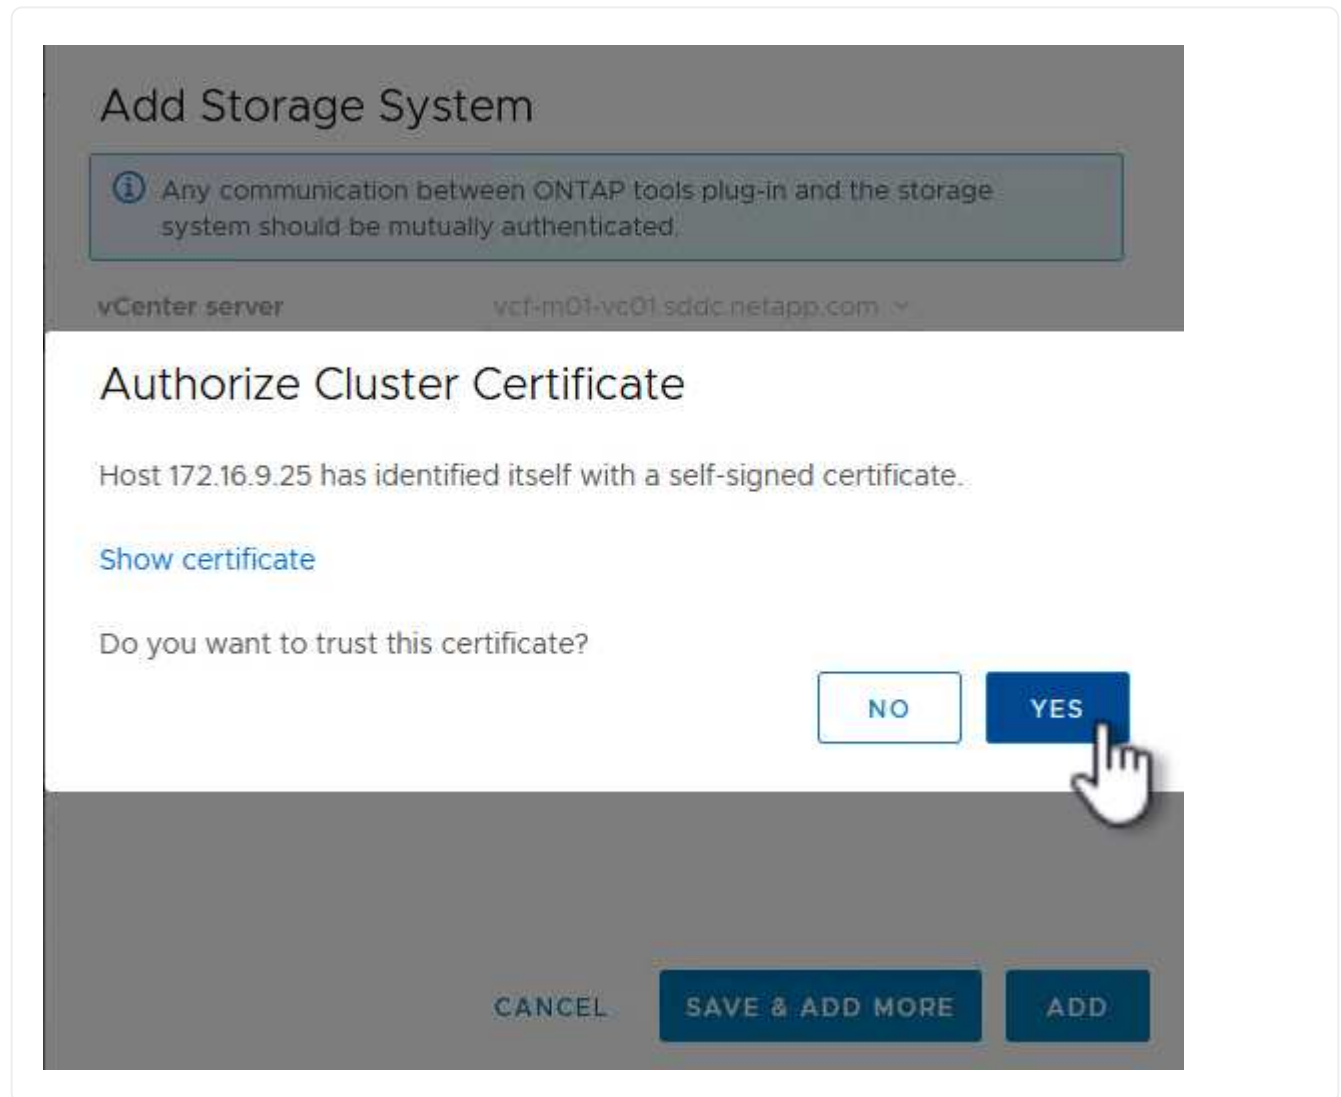 Add Storage System
Any communication between ONTAP tools plug-in and the storage
system should be mutually authenticated.
vCenter server vcf-m01-vc01.sddc.netapp.com
Authorize Cluster Certificate
Host 172.16.9.25 has identified itself with a self-signed certificate.
Show certificate
Do you want to trust this certificate?
NO YES
CANCEL SAVE & ADD MORE ADD